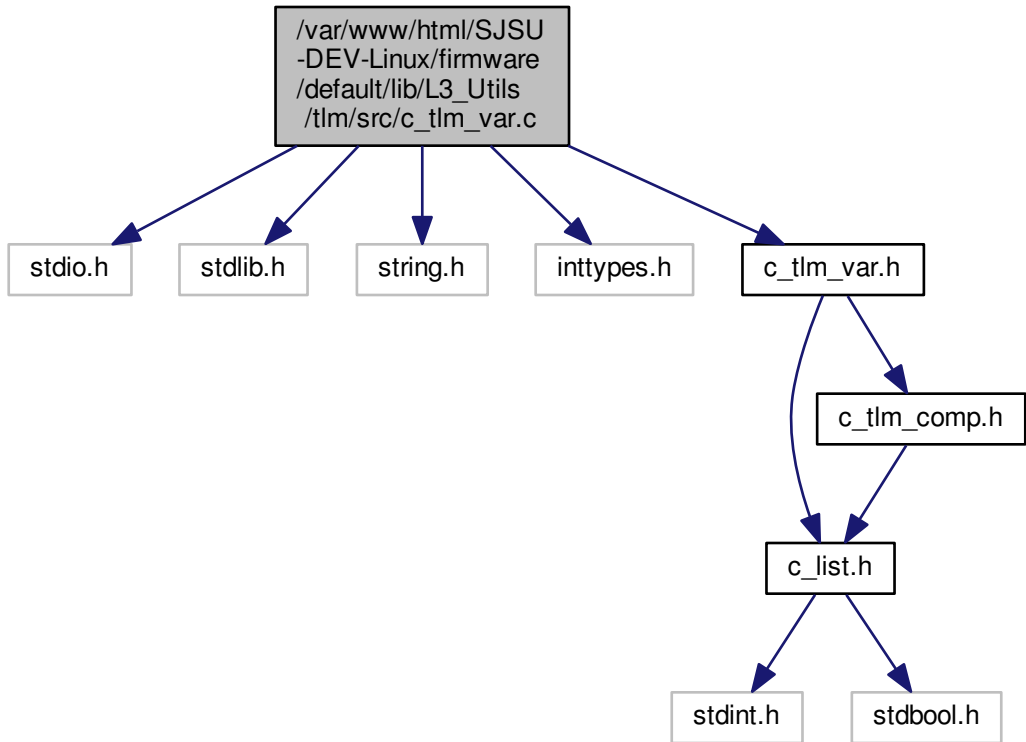 /var/www/html/SJSU
-DEV-Linux/firmware
/default/lib/L3_Utils
/tlm/src/c_tlm_var.c
stdio.h
stdlib.h
string.h
inttypes.h
c_tlm_var.h
c_tlm_comp.h
c_list.h
stdint.h
stdbool.h